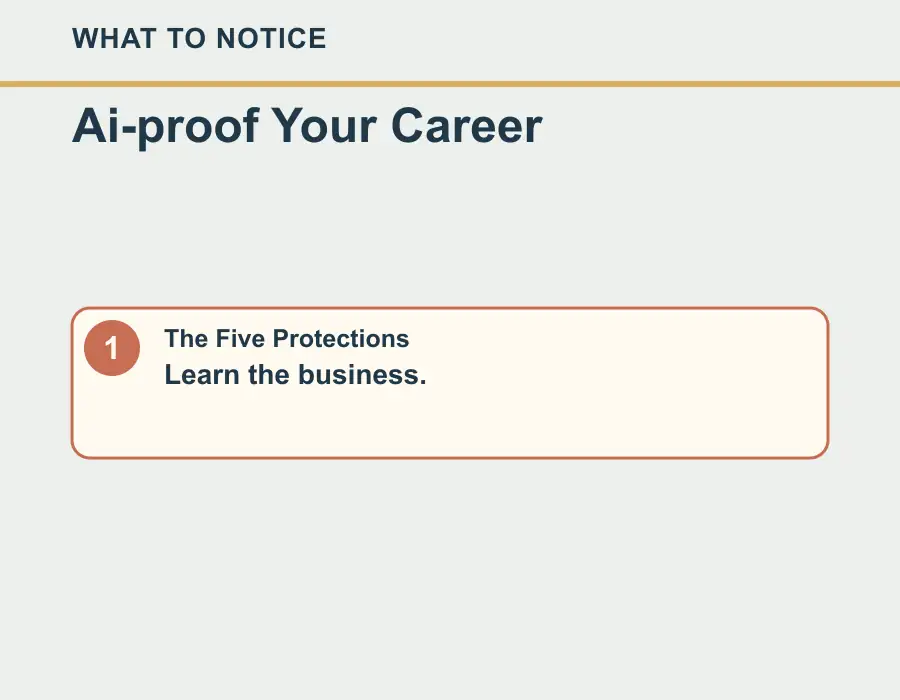 WHAT TO NOTICE
Ai-proof Your Career
1
The Five Protections
Learn the business.